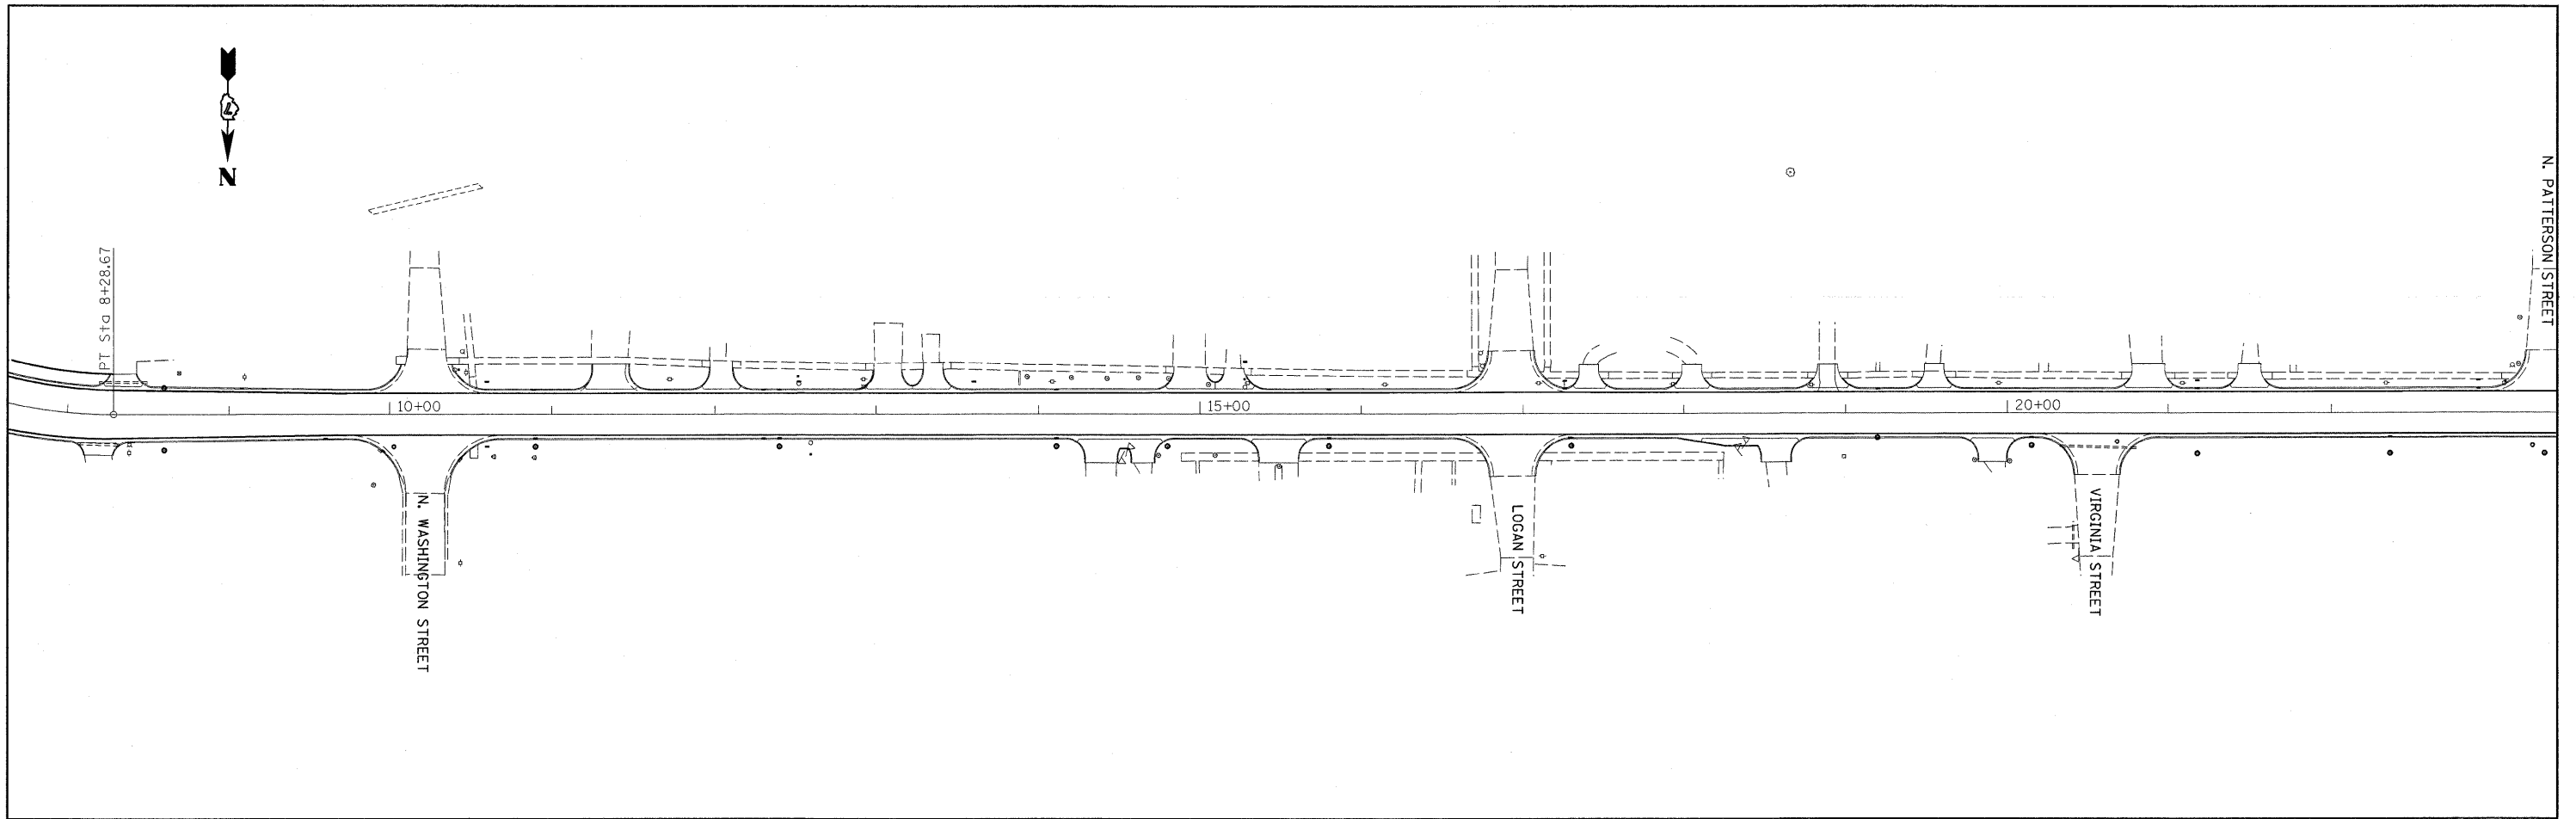 N
PT Sta 8+28.67
10+00
15+00
20+00
N. PATTERSON STREET
N. WASHINGTON STREET
LOGAN STREET
VIRGINIA STREET